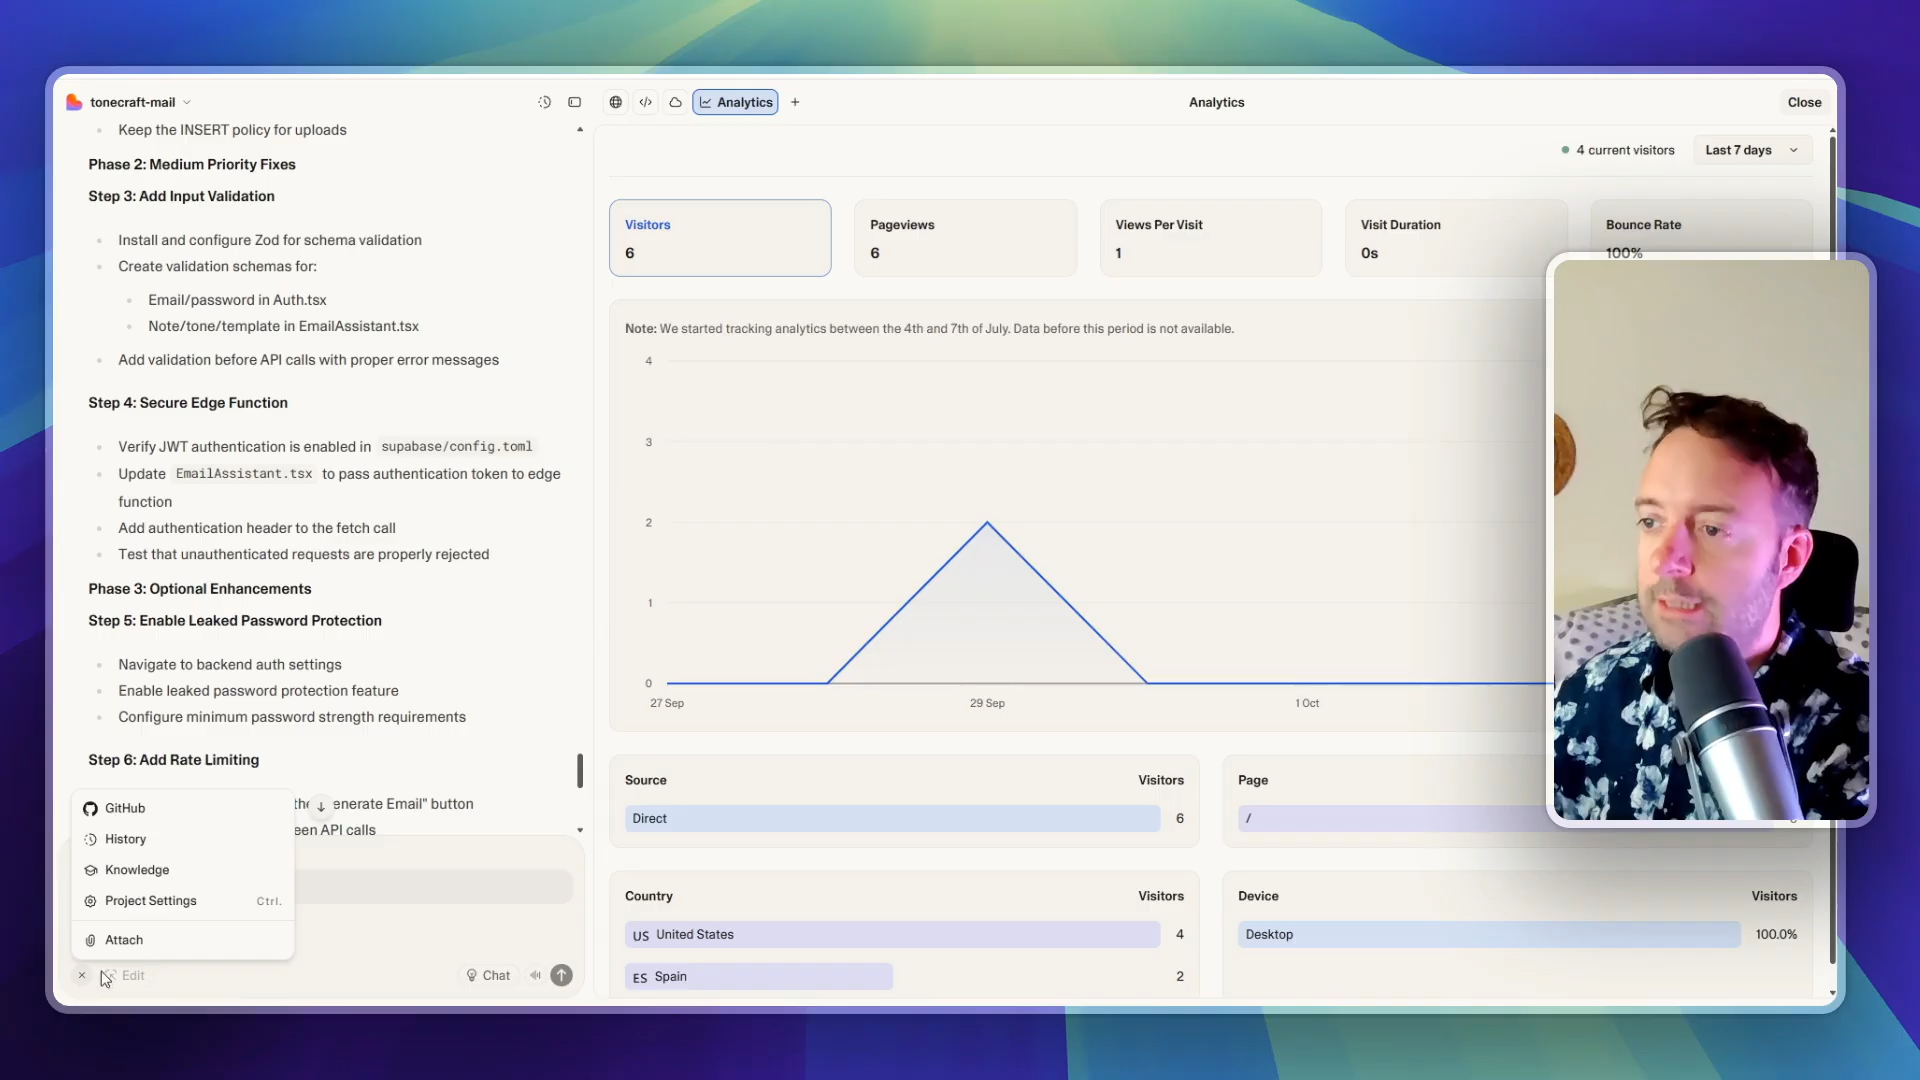 tonecraft-mail
Keep the INSERT policy for uploads
Phase 2: Medium Priority Fixes
Step 3: Add Input Validation
Install and configure Zod for schema validation
Create validation schemas for:
Email/password in Auth.tsx
Note/tone/template in EmailAssistant.tsx
Add validation before API calls with proper error messages
Step 4: Secure Edge Function
Verify JWT authentication is enabled in supabase/config.toml
Update EmailAssistant.tsx to pass authentication token to edge
function
Add authentication header to the fetch call
Test that unauthenticated requests are properly rejected
Phase 3: Optional Enhancements
Step 5: Enable Leaked Password Protection
Navigate to backend auth settings
Enable leaked password protection feature
Configure minimum password strength requirements
Step 6: Add Rate Limiting
the enerate Email" button
een API calls
GitHub
History
Knowledge
Project Settings Ctrl.
Attach
Edit
Chat
Analytics
Analytics
Close
4 current visitors
Last 7 days
Visitors
6
Pageviews
6
Views Per Visit
1
Visit Duration
0s
Bounce Rate
100%
Note: We started tracking analytics between the 4th and 7th of July. Data before this period is not available.
4
3
2
1
0
27 Sep
29 Sep
1 Oct
Source Visitors
Direct 6
Page
/
Country Visitors
US United States 4
ES Spain 2
Device Visitors
Desktop 100.0%